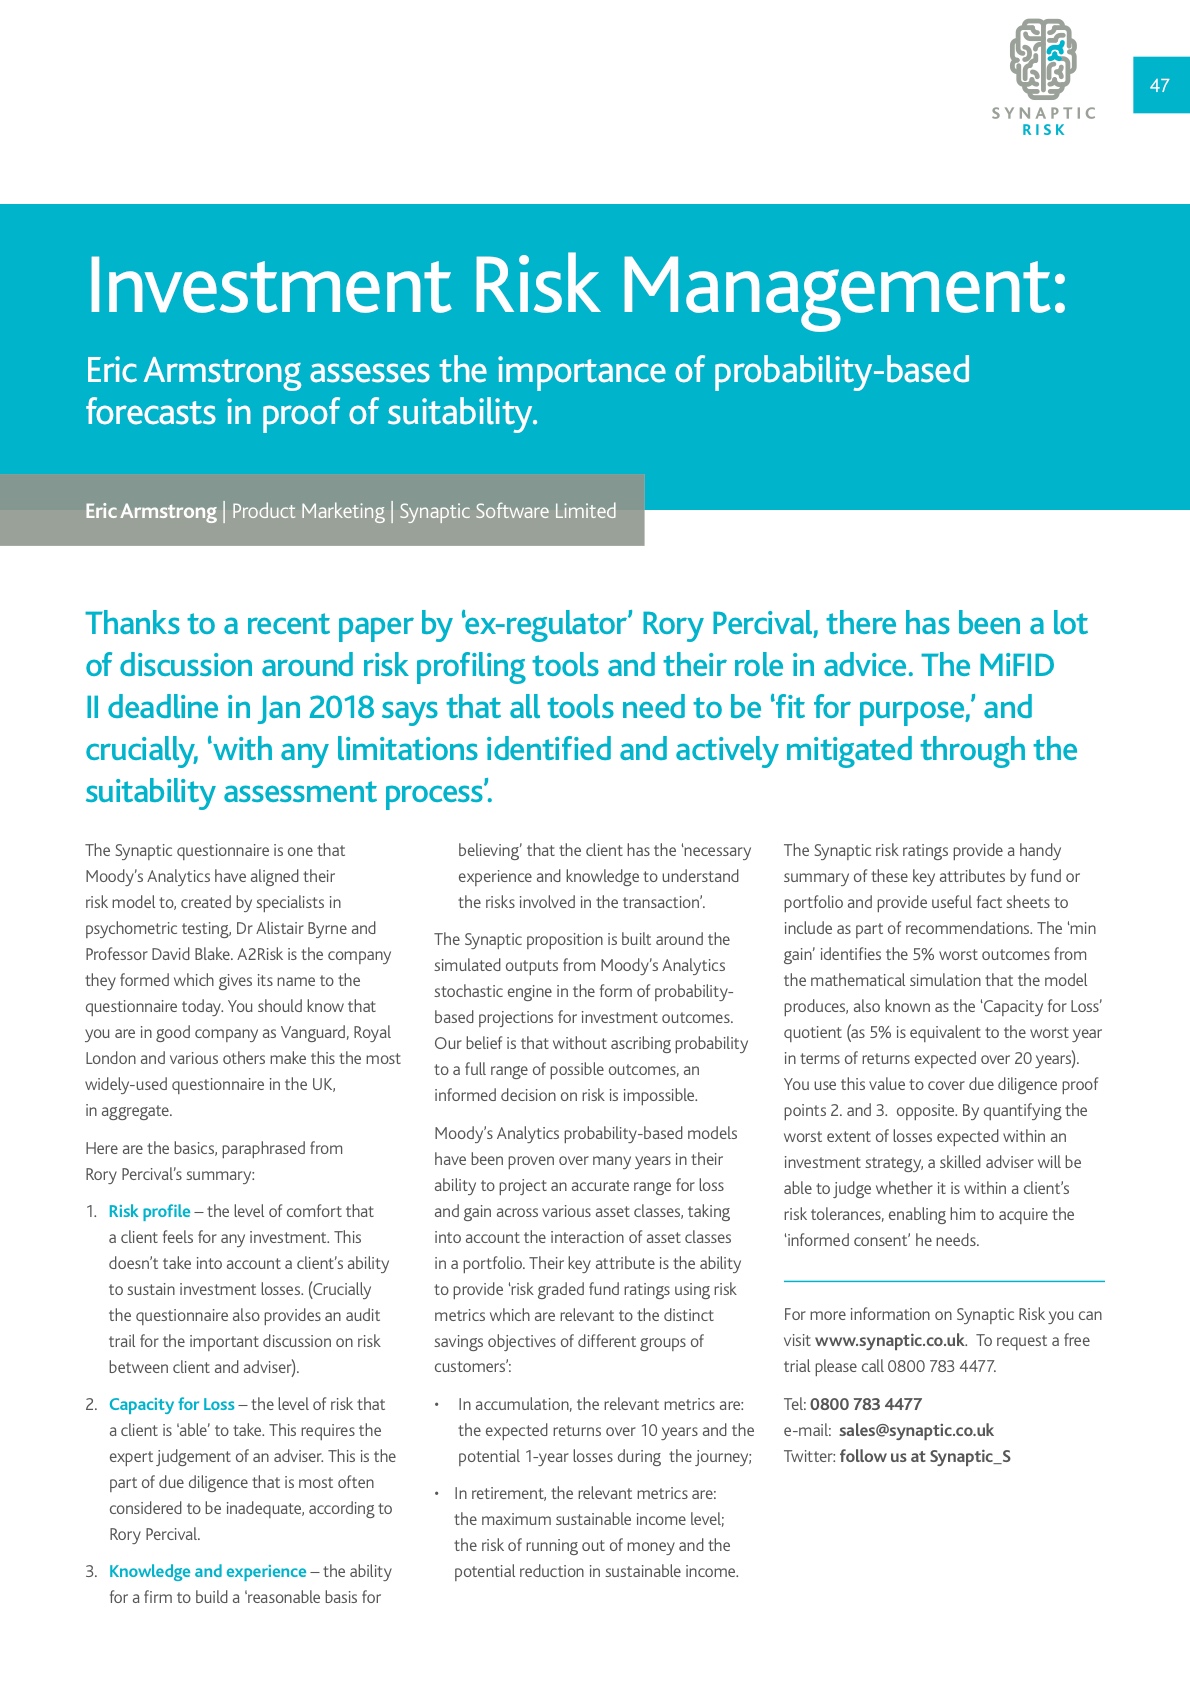 SYNAPTIC
RISK
47
Investment Risk Management:
Eric Armstrong assesses the importance of probability-based
forecasts in proof of suitability.
Eric Armstrong | Product Marketing | Synaptic Software Limited
Thanks to a recent paper by ‘ex-regulator’ Rory Percival, there has been a lot
of discussion around risk profiling tools and their role in advice. The MiFID
II deadline in Jan 2018 says that all tools need to be ‘fit for purpose,’ and
crucially, ‘with any limitations identified and actively mitigated through the
suitability assessment process’.
The Synaptic questionnaire is one that
Moody’s Analytics have aligned their
risk model to, created by specialists in
psychometric testing, Dr Alistair Byrne and
Professor David Blake. A2Risk is the company
they formed which gives its name to the
questionnaire today. You should know that
you are in good company as Vanguard, Royal
London and various others make this the most
widely-used questionnaire in the UK,
in aggregate.
Here are the basics, paraphrased from
Rory Percival’s summary:
1. Risk profile – the level of comfort that
a client feels for any investment. This
doesn’t take into account a client’s ability
to sustain investment losses. (Crucially
the questionnaire also provides an audit
trail for the important discussion on risk
between client and adviser).
2. Capacity for Loss – the level of risk that
a client is ‘able’ to take. This requires the
expert judgement of an adviser. This is the
part of due diligence that is most often
considered to be inadequate, according to
Rory Percival.
3. Knowledge and experience – the ability
for a firm to build a ‘reasonable basis for
believing’ that the client has the ‘necessary
experience and knowledge to understand
the risks involved in the transaction’.
The Synaptic proposition is built around the
simulated outputs from Moody’s Analytics
stochastic engine in the form of probability-
based projections for investment outcomes.
Our belief is that without ascribing probability
to a full range of possible outcomes, an
informed decision on risk is impossible.
Moody’s Analytics probability-based models
have been proven over many years in their
ability to project an accurate range for loss
and gain across various asset classes, taking
into account the interaction of asset classes
in a portfolio. Their key attribute is the ability
to provide ‘risk graded fund ratings using risk
metrics which are relevant to the distinct
savings objectives of different groups of
customers’:
• In accumulation, the relevant metrics are:
the expected returns over 10 years and the
potential 1-year losses during the journey;
• In retirement, the relevant metrics are:
the maximum sustainable income level;
the risk of running out of money and the
potential reduction in sustainable income.
The Synaptic risk ratings provide a handy
summary of these key attributes by fund or
portfolio and provide useful fact sheets to
include as part of recommendations. The ‘min
gain’ identifies the 5% worst outcomes from
the mathematical simulation that the model
produces, also known as the ‘Capacity for Loss’
quotient (as 5% is equivalent to the worst year
in terms of returns expected over 20 years).
You use this value to cover due diligence proof
points 2. and 3. opposite. By quantifying the
worst extent of losses expected within an
investment strategy, a skilled adviser will be
able to judge whether it is within a client’s
risk tolerances, enabling him to acquire the
‘informed consent’ he needs.
For more information on Synaptic Risk you can
visit www.synaptic.co.uk. To request a free
trial please call 0800 783 4477.
Tel: 0800 783 4477
e-mail: sales@synaptic.co.uk
Twitter: follow us at Synaptic_S